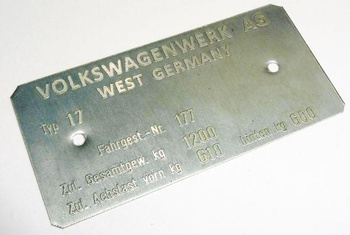 VOLKSWAGENWERK AG
WEST GERMANY
Typ 17
Fahrgest.-Nr. 177
Zul. Gesamtgew. kg 1200
Zul. Achslast vorn kg 610 hinten kg 600